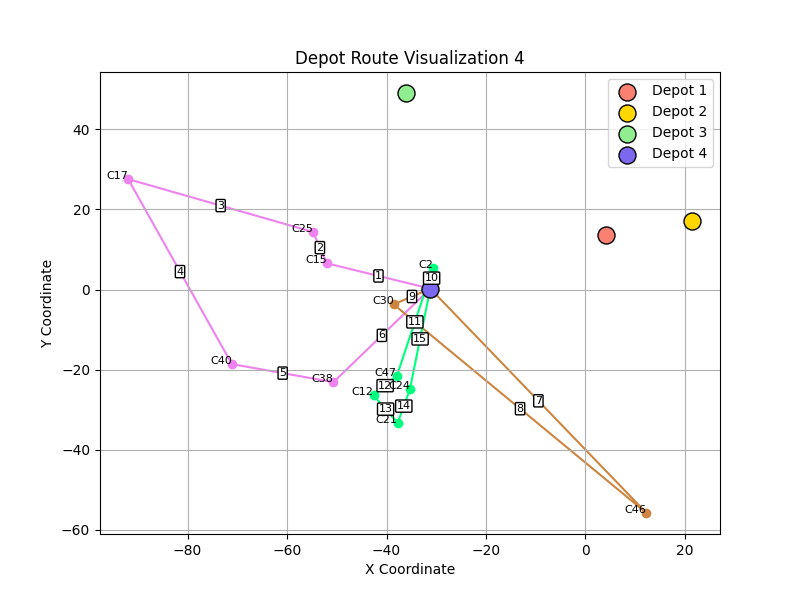 Depot Route Visualization 4
Depot 1
Depot 2
Depot 3
Depot 4
Y Coordinate
40
20
0
−20
−40
−60
C17
3
C25
2
C15
1
4
C2
10
9
C30
11
6
15
C40
5
C38
C47
12
C24
C12
13
14
C21
7
8
C46
−80
−60
−40
−20
0
20
X Coordinate